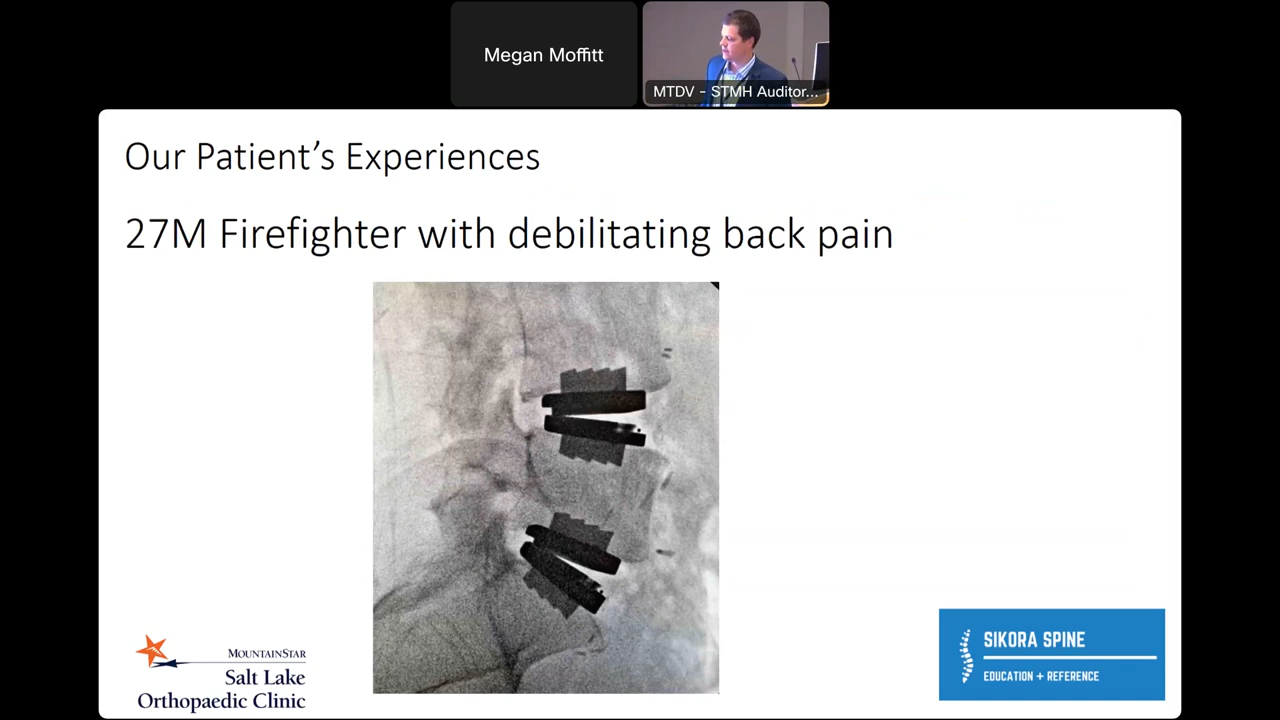 Megan Moffitt
MTDV - STMH Auditor...
Our Patient's Experiences
27M Firefighter with debilitating back pain
MOUNTAINSTAR
Salt Lake
Orthopaedic Clinic
SIKORA SPINE
EDUCATION + REFERENCE